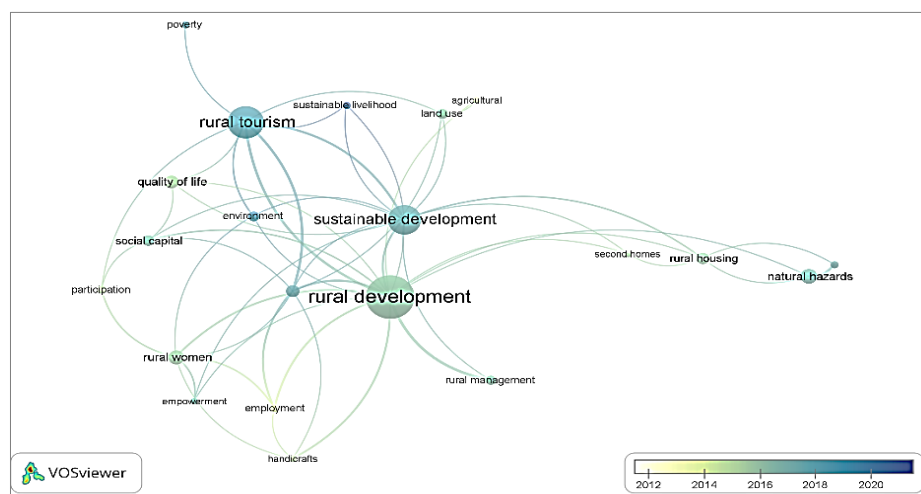 poverty
sustainable livelihood
agricultural
land use
rural tourism
quality of life
environment
sustainable development
social capital
second homes
rural housing
natural hazards
participation
rural development
rural women
rural management
empowerment
employment
handicrafts
VOSviewer
2012 2014 2016 2018 2020